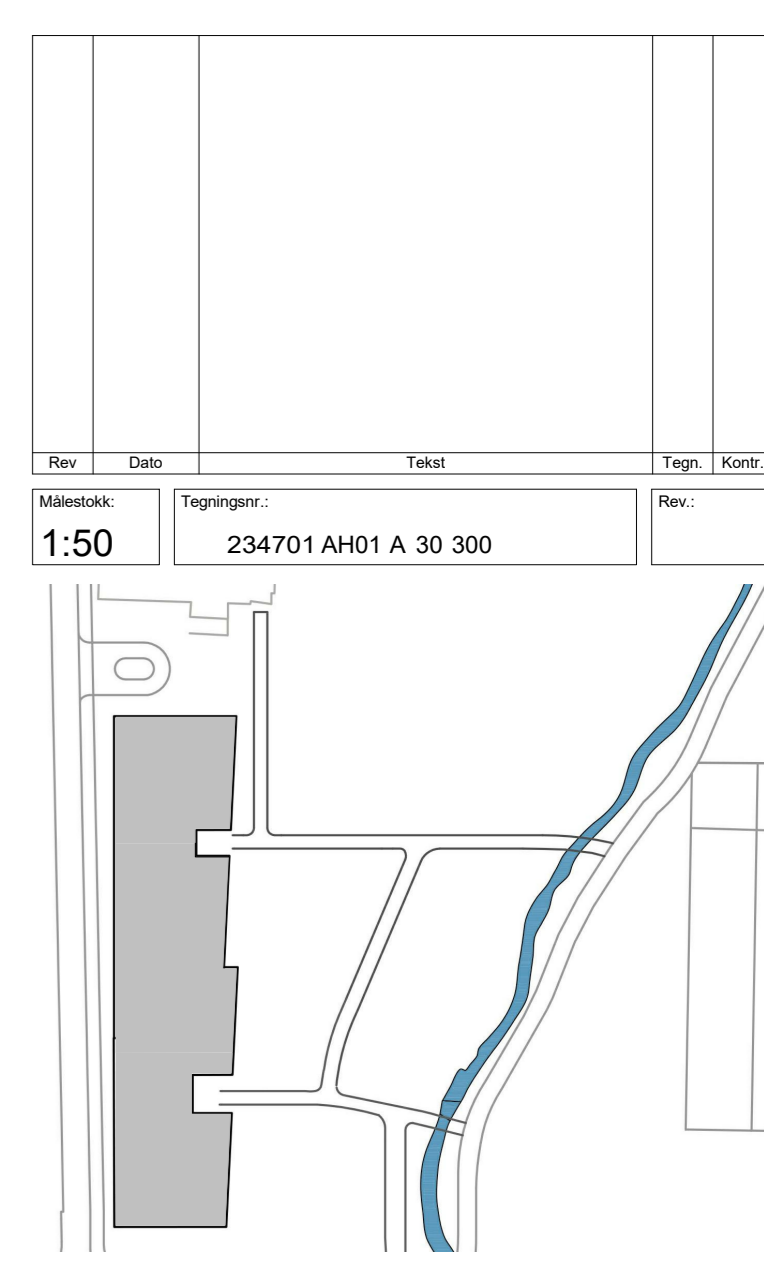 Rev Dato Tekst Tegn. Kontr.
Målestokk: Tegningsnr.: Rev.:
1:50 234701 AH01 A 30 300